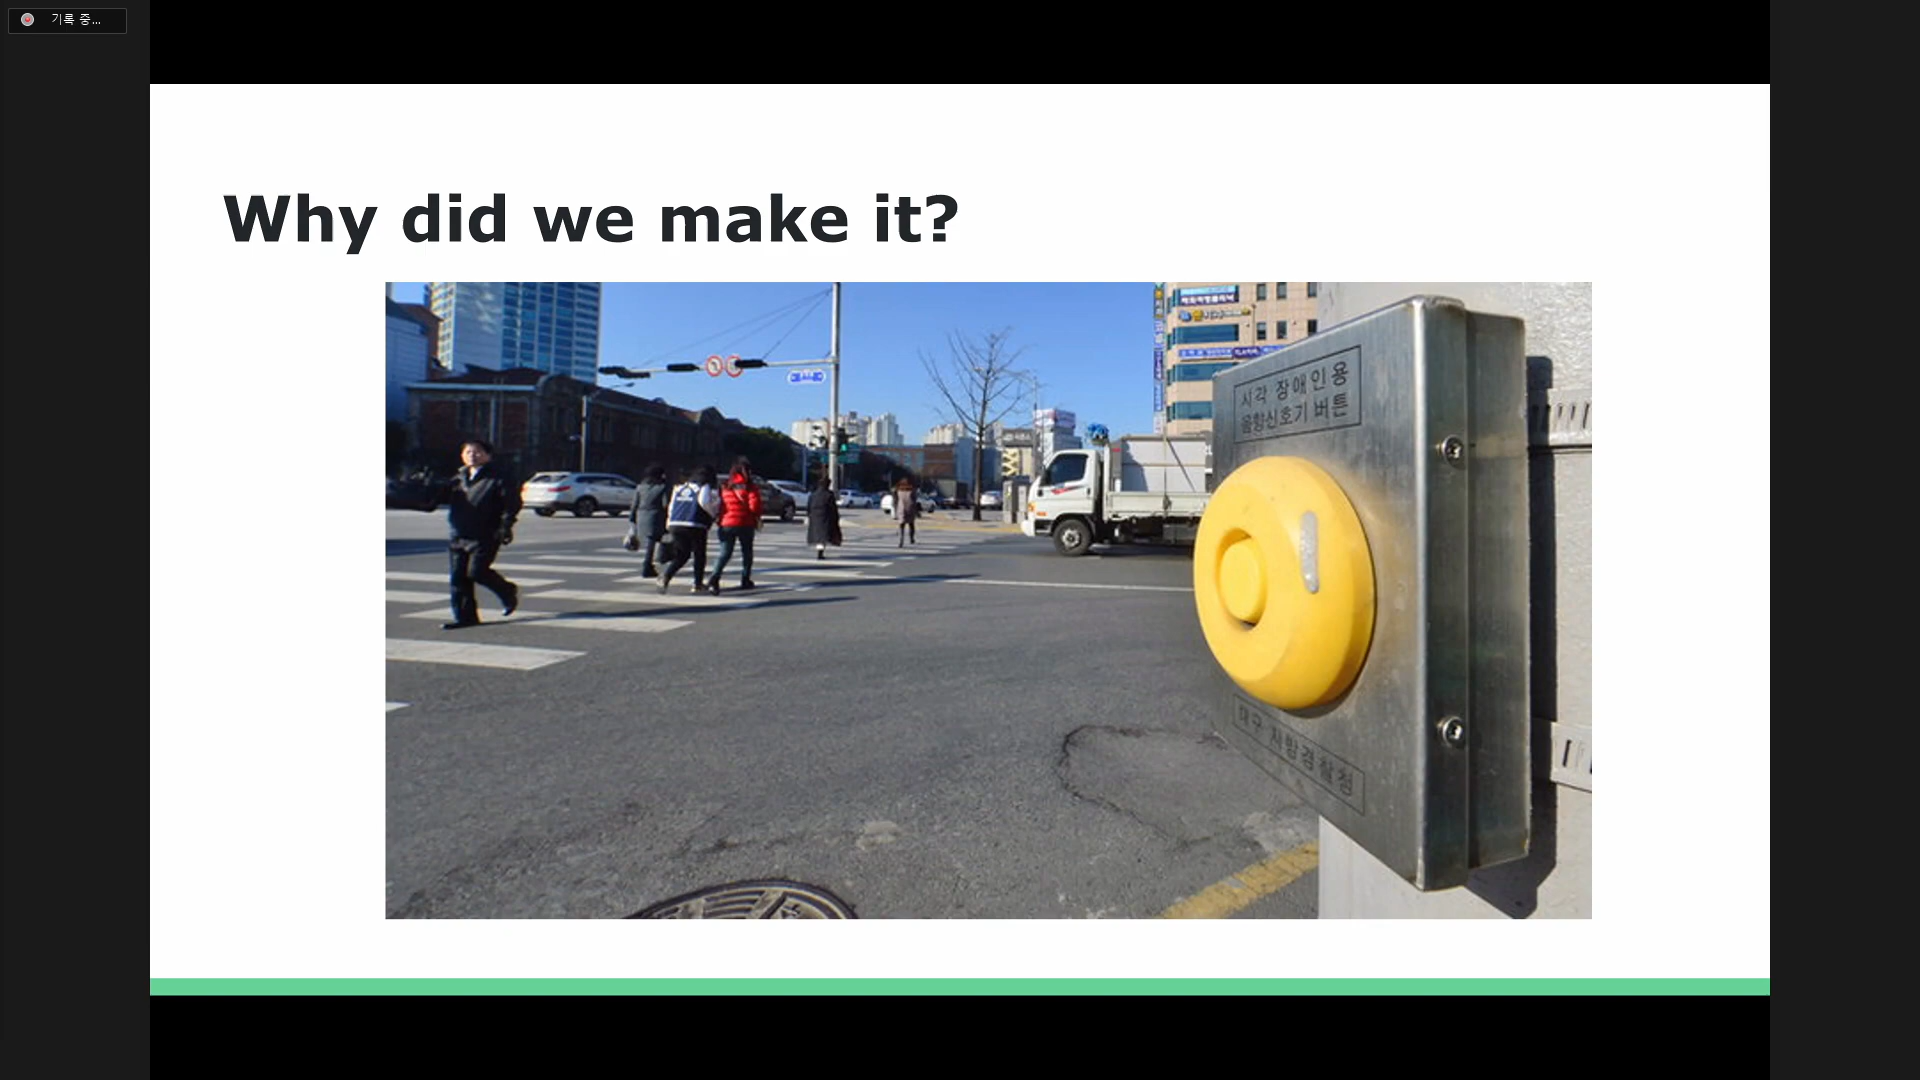 기록 중...
Why did we make it?
시각 장애인용
음향신호기 버튼
대구 지방경찰청